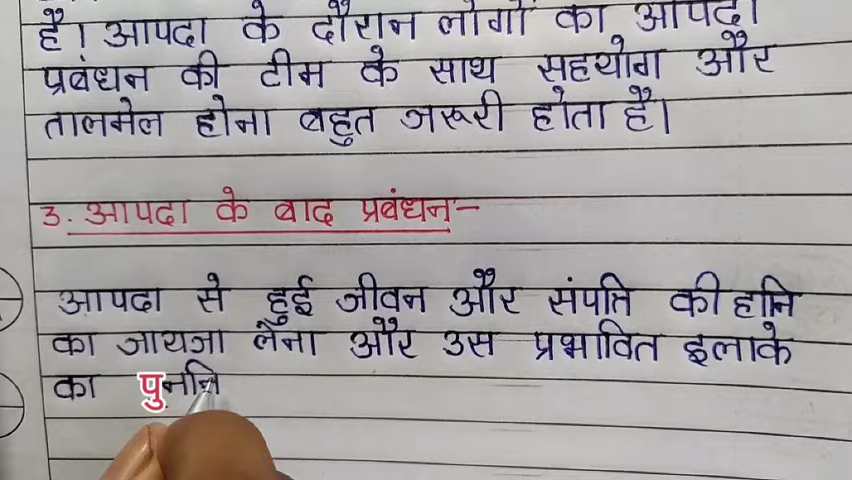 है। आपदा के दौरान लोगों का आपदा
प्रबंधन की टीम के साथ सहयोग और
तालमेल होना बहुत जरूरी होता है।
3. आपदा के बाद प्रबंधन-
आपदा से हुई जीवन और संपति की हानि
का जायजा लेना और उस प्रभावित इलाके
का पुननि